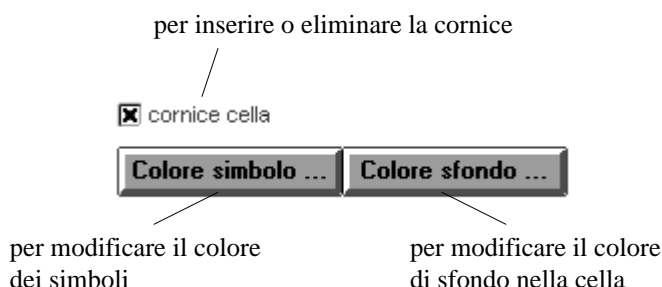 per inserire o eliminare la cornice
cornice cella
Colore simbolo ...
Colore sfondo ...
per modificare il colore
dei simboli
per modificare il colore
di sfondo nella cella